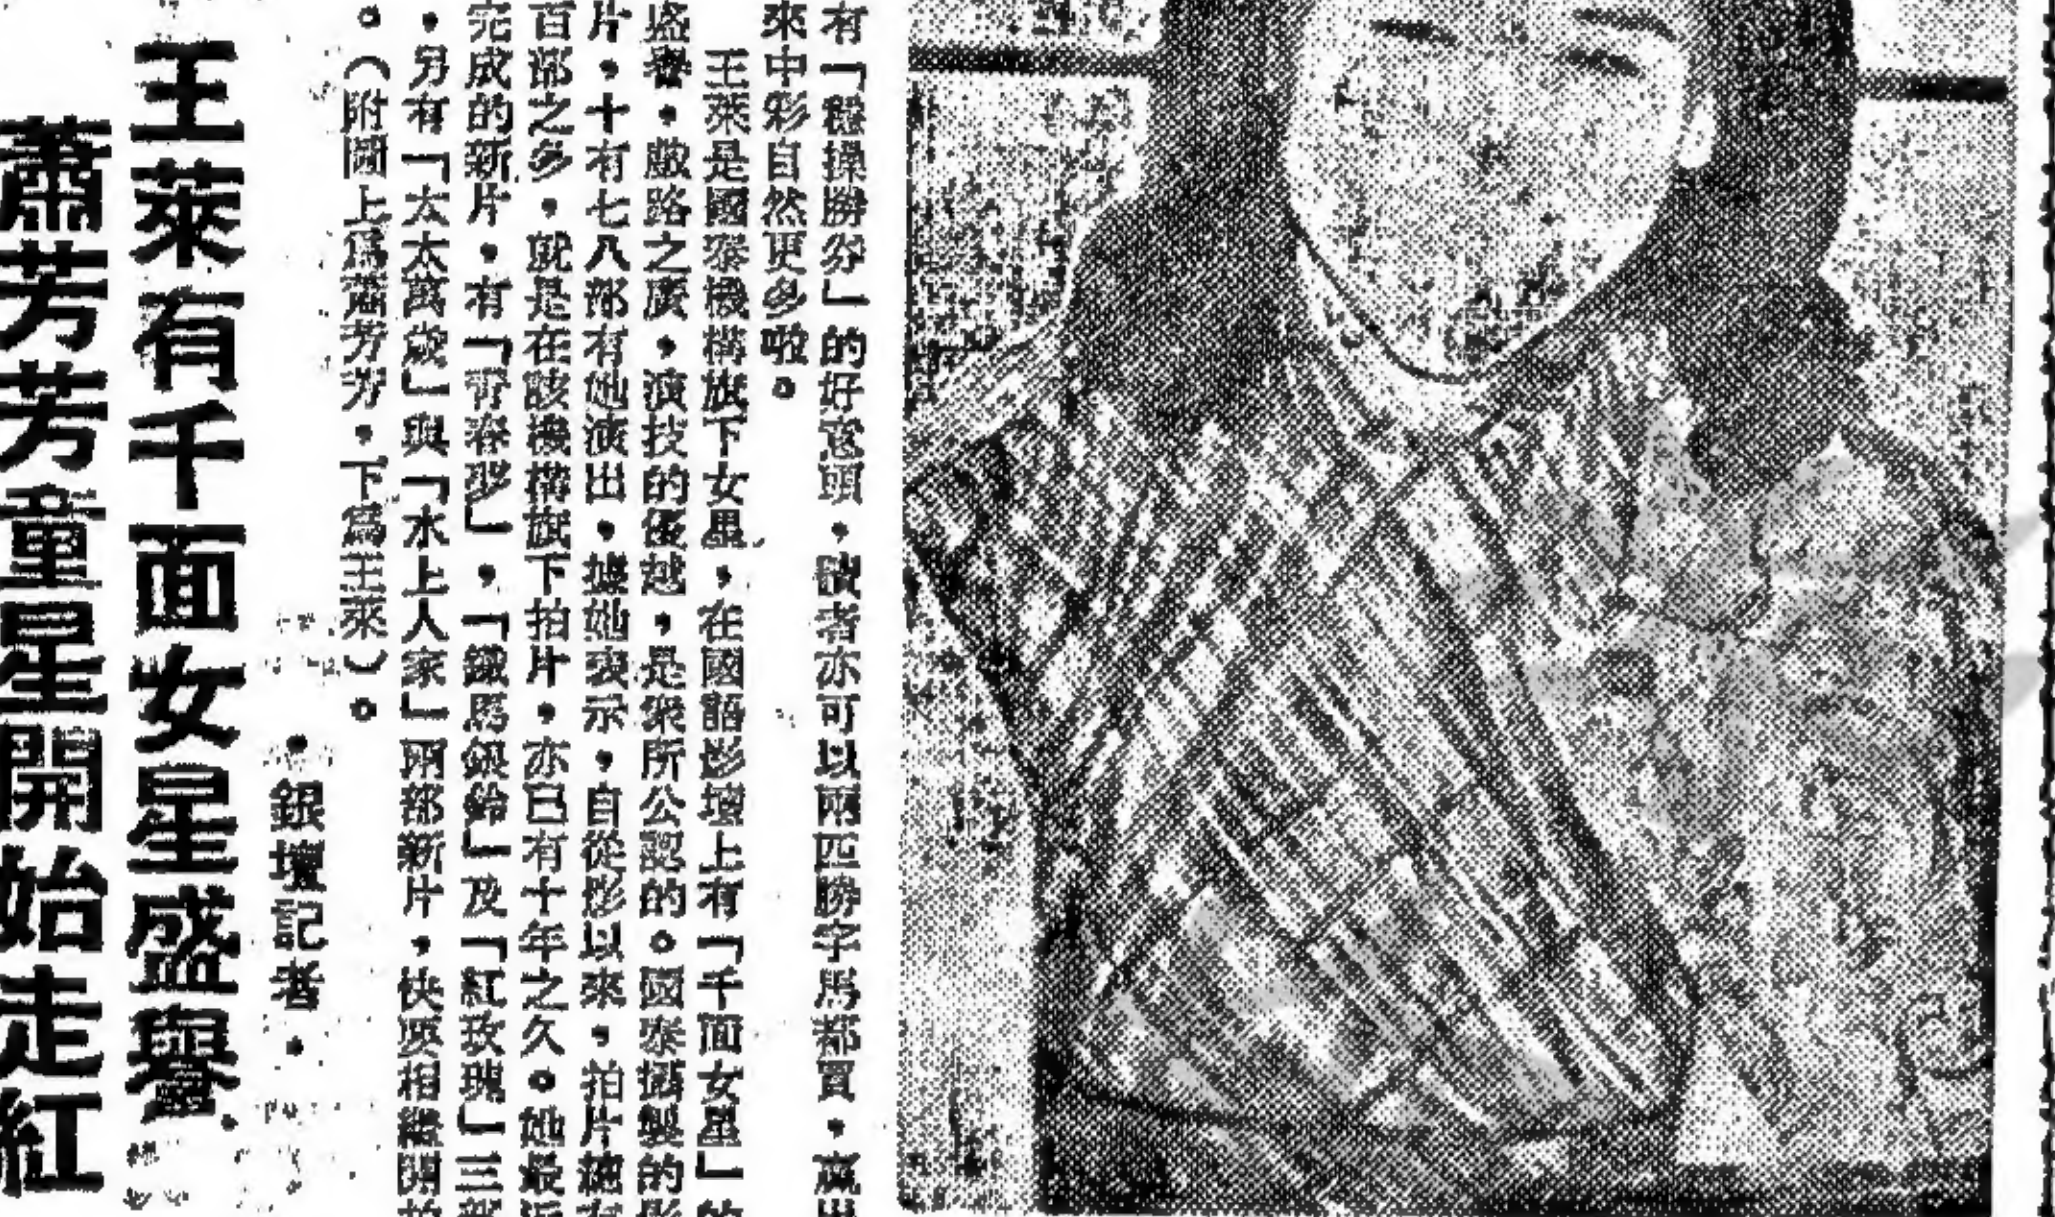 有「穩操勝劵」的好意頭，讀者亦可以兩匹勝字馬都買，贏出
來中彩自然更多啦。
王萊是國泰機構旗下女星，在國語影壇上有「千面女星」的
盛譽，戲路之廣，演技的優越，是衆所公認的。國泰攝製的影
片，十有七八部有她演出，據她表示，自從影以來，拍片總有
百部之多，就是在該機構旗下拍片，亦已有十年之久。她最近
完成的新片，有「青春夢」，「鐵馬銀鈴」及「紅玫瑰」三部
，另有「太太萬歲」與「水上人家」兩部新片，快要相繼開拍
。（附圖上爲蕭芳芳，下爲王萊）。
・銀壇記者・
王萊有千面女星盛譽
蕭芳芳童星開始走紅